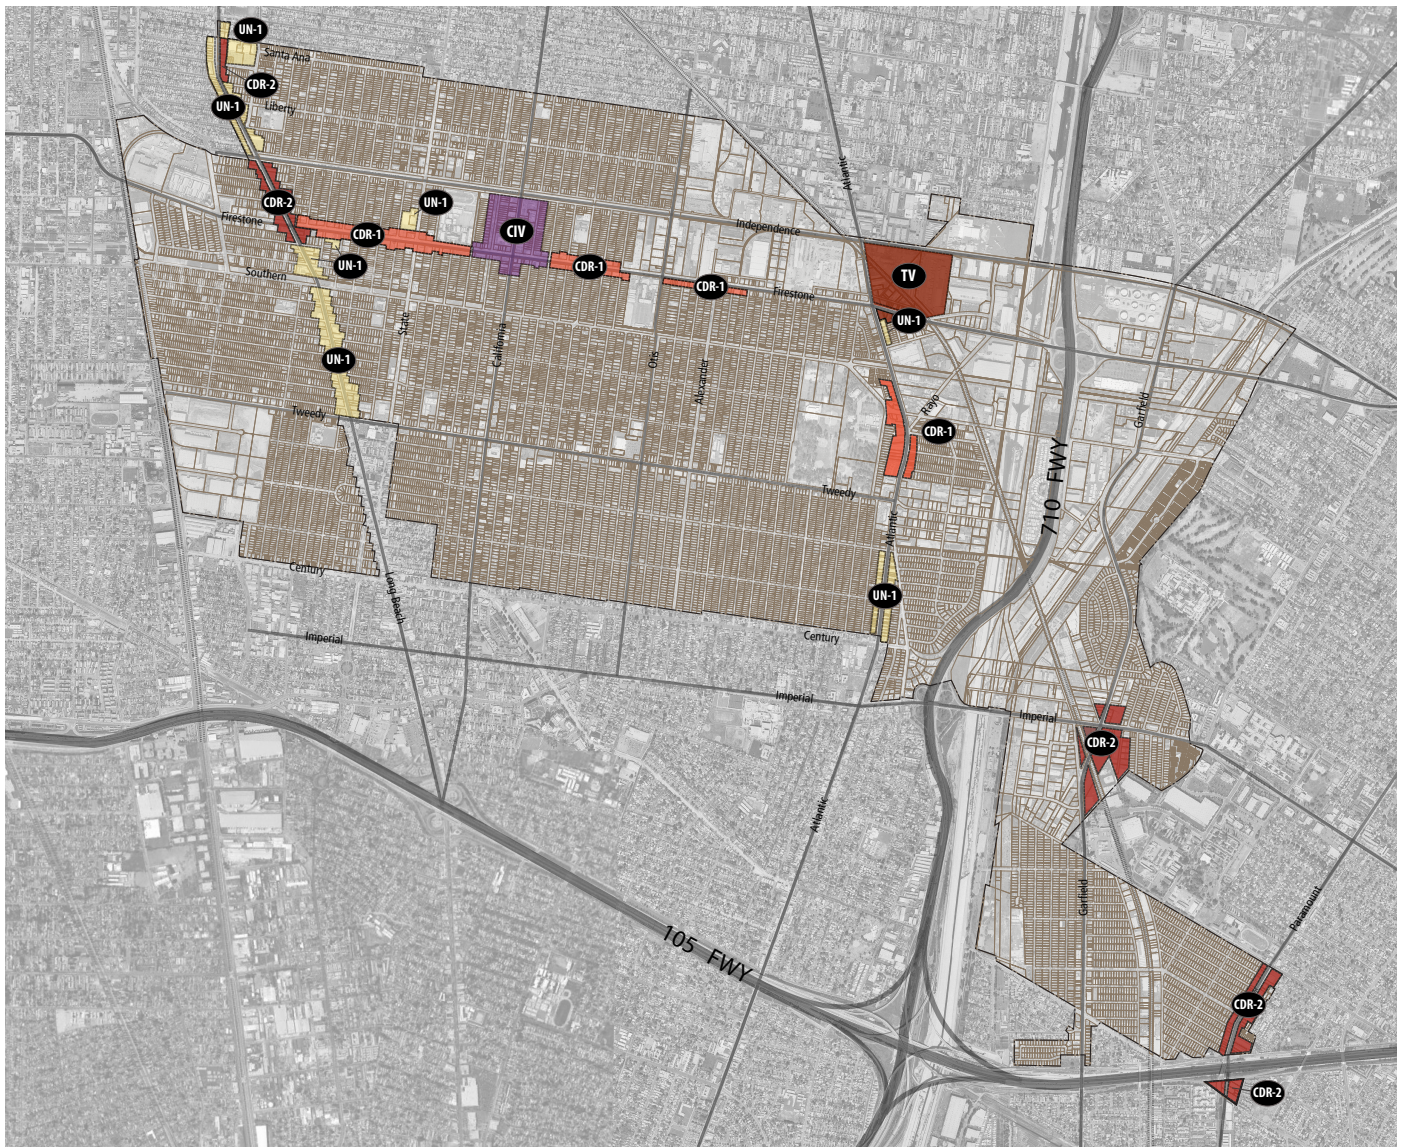 UN-1
Santa Ana
CDR-2
UN-1
Liberty
Atlantic
CDR-2
UN-1
Firestone
CDR-1
CIV
Independence
UN-1
Southern
CDR-1
CDR-1
Firestone
TV
UN-1
State
California
Otis
Alexander
UN-1
Rayo
Garfield
Tweedy
CDR-1
710 FWY
Tweedy
Atlantic
Century
Long Beach
UN-1
Imperial
Century
Imperial
Imperial
CDR-2
Atlantic
Garfield
Paramount
105 FWY
CDR-2
CDR-2